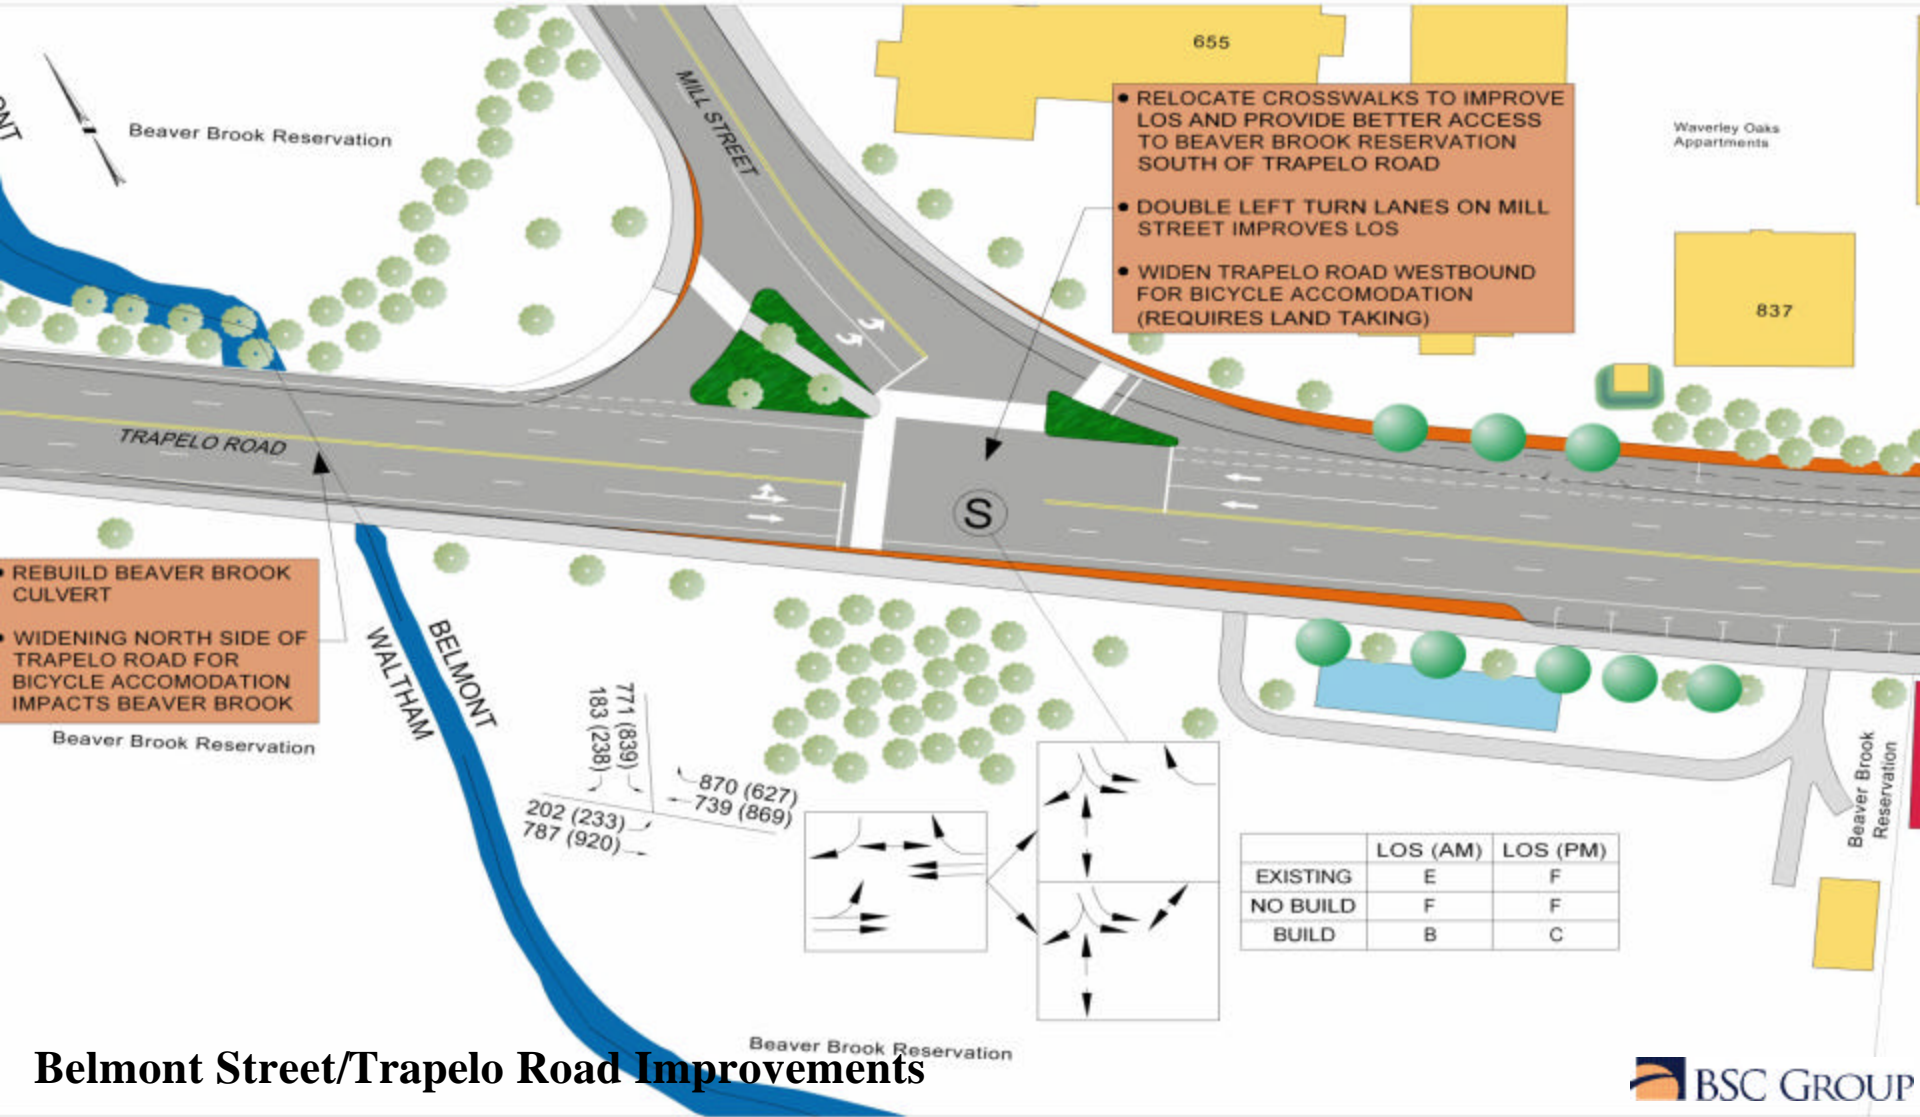 655
MILL STREET
ONT
Beaver Brook Reservation
• RELOCATE CROSSWALKS TO IMPROVE
LOS AND PROVIDE BETTER ACCESS
TO BEAVER BROOK RESERVATION
SOUTH OF TRAPELO ROAD
• DOUBLE LEFT TURN LANES ON MILL
STREET IMPROVES LOS
• WIDEN TRAPELO ROAD WESTBOUND
FOR BICYCLE ACCOMODATION
(REQUIRES LAND TAKING)
Waverley Oaks
Appartments
837
TRAPELO ROAD
S
• REBUILD BEAVER BROOK
CULVERT
• WIDENING NORTH SIDE OF
TRAPELO ROAD FOR
BICYCLE ACCOMODATION
IMPACTS BEAVER BROOK
Beaver Brook Reservation
WALTHAM
BELMONT
771 (839)
183 (238)
870 (627)
739 (869)
202 (233)
787 (920)
Beaver Brook
Reservation
LOS (AM) LOS (PM)
EXISTING E F
NO BUILD F F
BUILD B C
Beaver Brook Reservation
Belmont Street/Trapelo Road Improvements
BSC GROUP